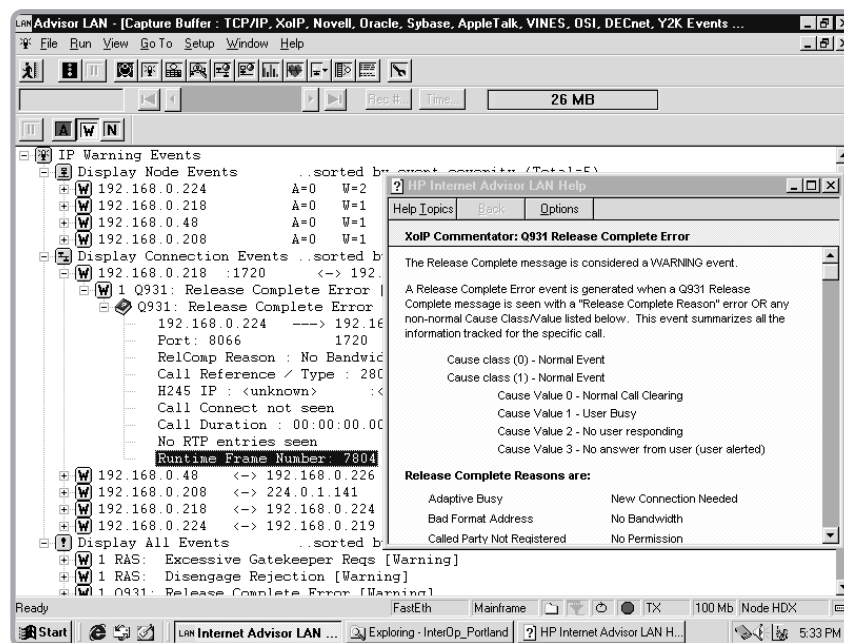 LAN Advisor LAN - [Capture Buffer : TCP/IP, XoIP, Novell, Oracle, Sybase, AppleTalk, VINES, OSI, DECnet, Y2K Events ...
File Run View Go To Setup Window Help
Rec #... Time... 26 MB
A W N
IP Warning Events
Display Node Events ..sorted by event severity (Total=5)
W 192.168.0.224 A=0 W=2
W 192.168.0.218 A=0 W=1
W 192.168.0.48 A=0 W=1
W 192.168.0.208 A=0 W=1
Display Connection Events ..sorted b
W 192.168.0.218 :1720 <-> 192.
W 1 Q931: Release Complete Error [
Q931: Release Complete Error
192.168.0.224 ---> 192.16
Port: 8066 1720
RelComp Reason : No Bandwid
Call Reference / Type : 280
H245 IP : <unknown> :<
Call Connect not seen
Call Duration : 00:00:00.00
No RTP entries seen
Runtime Frame Number: 7804
W 192.168.0.48 <-> 192.168.0.226
W 192.168.0.208 <-> 224.0.1.141
W 192.168.0.218 <-> 192.168.0.224
W 192.168.0.224 <-> 192.168.0.219
Display All Events ..sorted b
W 1 RAS: Excessive Gatekeeper Reqs [Warning]
W 1 RAS: Disengage Rejection [Warning]
W 1 Q931: Release Complete Error [Warning]
HP Internet Advisor LAN Help
Help Topics Back Options
XoIP Commentator: Q931 Release Complete Error
The Release Complete message is considered a WARNING event.
A Release Complete Error event is generated when a Q931 Release
Complete message is seen with a "Release Complete Reason" error OR any
non-normal Cause Class/Value listed below. This event summarizes all the
information tracked for the specific call.
Cause class (0) - Normal Event
Cause class (1) - Normal Event
Cause Value 0 - Normal Call Clearing
Cause Value 1 - User Busy
Cause Value 2 - No user responding
Cause Value 3 - No answer from user (user alerted)
Release Complete Reasons are:
Adaptive Busy New Connection Needed
Bad Format Address No Bandwidth
Called Party Not Registered No Permission
Ready FastEth Mainframe TX 100 Mb Node HDX
Start LAN Internet Advisor LAN ... Exploring - InterOp_Portland HP Internet Advisor LAN H... 5:33 PM